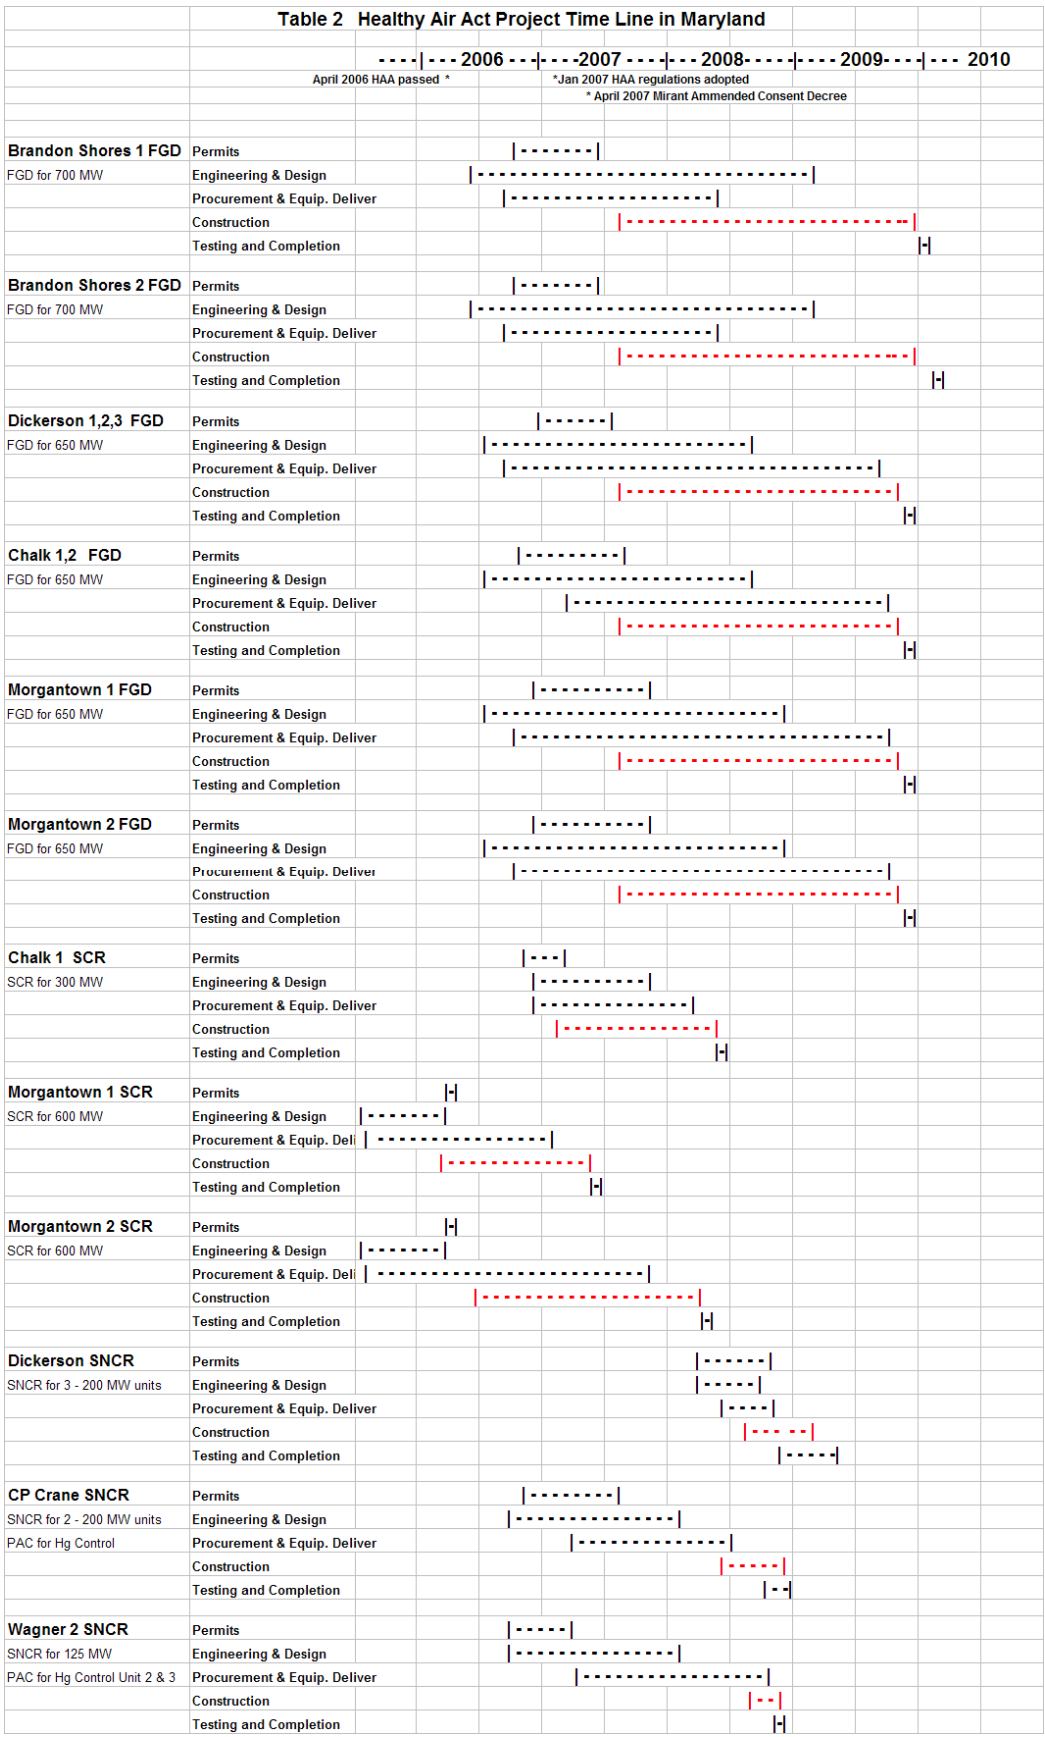 Table 2   Healthy Air Act Project Time Line in Maryland
- - - -| - - - 2006 - - -|- - - -2007 - - - -|- - - 2008- - - - -|- - - - 2009- - - -| - - - 2010
April 2006 HAA passed * *Jan 2007 HAA regulations adopted
* April 2007 Mirant Ammended Consent Decree
Brandon Shores 1 FGD Permits
FGD for 700 MW Engineering & Design
Procurement & Equip. Deliver
Construction
Testing and Completion
Brandon Shores 2 FGD Permits
FGD for 700 MW Engineering & Design
Procurement & Equip. Deliver
Construction
Testing and Completion
Dickerson 1,2,3 FGD Permits
FGD for 650 MW Engineering & Design
Procurement & Equip. Deliver
Construction
Testing and Completion
Chalk 1,2 FGD Permits
FGD for 650 MW Engineering & Design
Procurement & Equip. Deliver
Construction
Testing and Completion
Morgantown 1 FGD Permits
FGD for 650 MW Engineering & Design
Procurement & Equip. Deliver
Construction
Testing and Completion
Morgantown 2 FGD Permits
FGD for 650 MW Engineering & Design
Procurement & Equip. Deliver
Construction
Testing and Completion
Chalk 1 SCR Permits
SCR for 300 MW Engineering & Design
Procurement & Equip. Deliver
Construction
Testing and Completion
Morgantown 1 SCR Permits
SCR for 600 MW Engineering & Design
Procurement & Equip. Deli
Construction
Testing and Completion
Morgantown 2 SCR Permits
SCR for 600 MW Engineering & Design
Procurement & Equip. Deli
Construction
Testing and Completion
Dickerson SNCR Permits
SNCR for 3 - 200 MW units Engineering & Design
Procurement & Equip. Deliver
Construction
Testing and Completion
CP Crane SNCR Permits
SNCR for 2 - 200 MW units Engineering & Design
PAC for Hg Control Procurement & Equip. Deliver
Construction
Testing and Completion
Wagner 2 SNCR Permits
SNCR for 125 MW Engineering & Design
PAC for Hg Control Unit 2 & 3 Procurement & Equip. Deliver
Construction
Testing and Completion